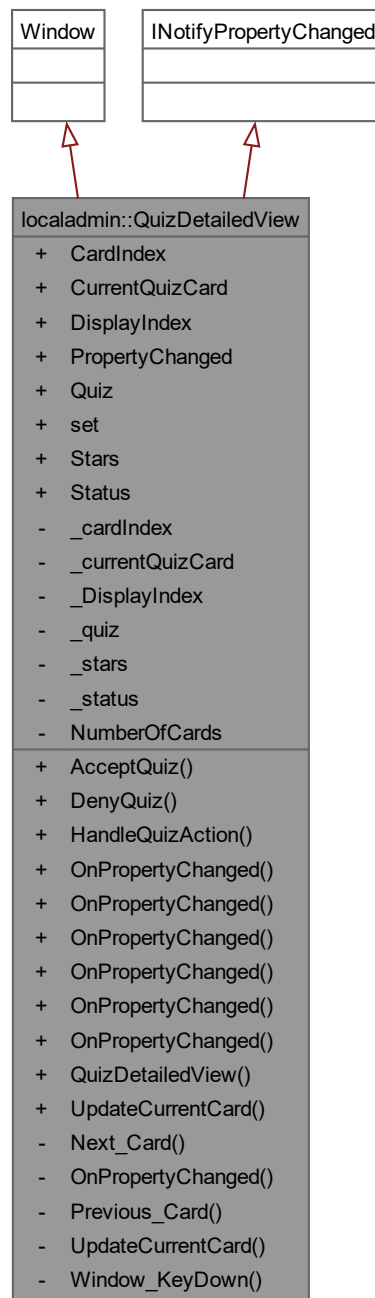 Window
INotifyPropertyChanged
localadmin::QuizDetailedView
+ CardIndex
+ CurrentQuizCard
+ DisplayIndex
+ PropertyChanged
+ Quiz
+ set
+ Stars
+ Status
- _cardIndex
- _currentQuizCard
- _DisplayIndex
- _quiz
- _stars
- _status
- NumberOfCards
+ AcceptQuiz()
+ DenyQuiz()
+ HandleQuizAction()
+ OnPropertyChanged()
+ OnPropertyChanged()
+ OnPropertyChanged()
+ OnPropertyChanged()
+ OnPropertyChanged()
+ OnPropertyChanged()
+ QuizDetailedView()
+ UpdateCurrentCard()
- Next_Card()
- OnPropertyChanged()
- Previous_Card()
- UpdateCurrentCard()
- Window_KeyDown()